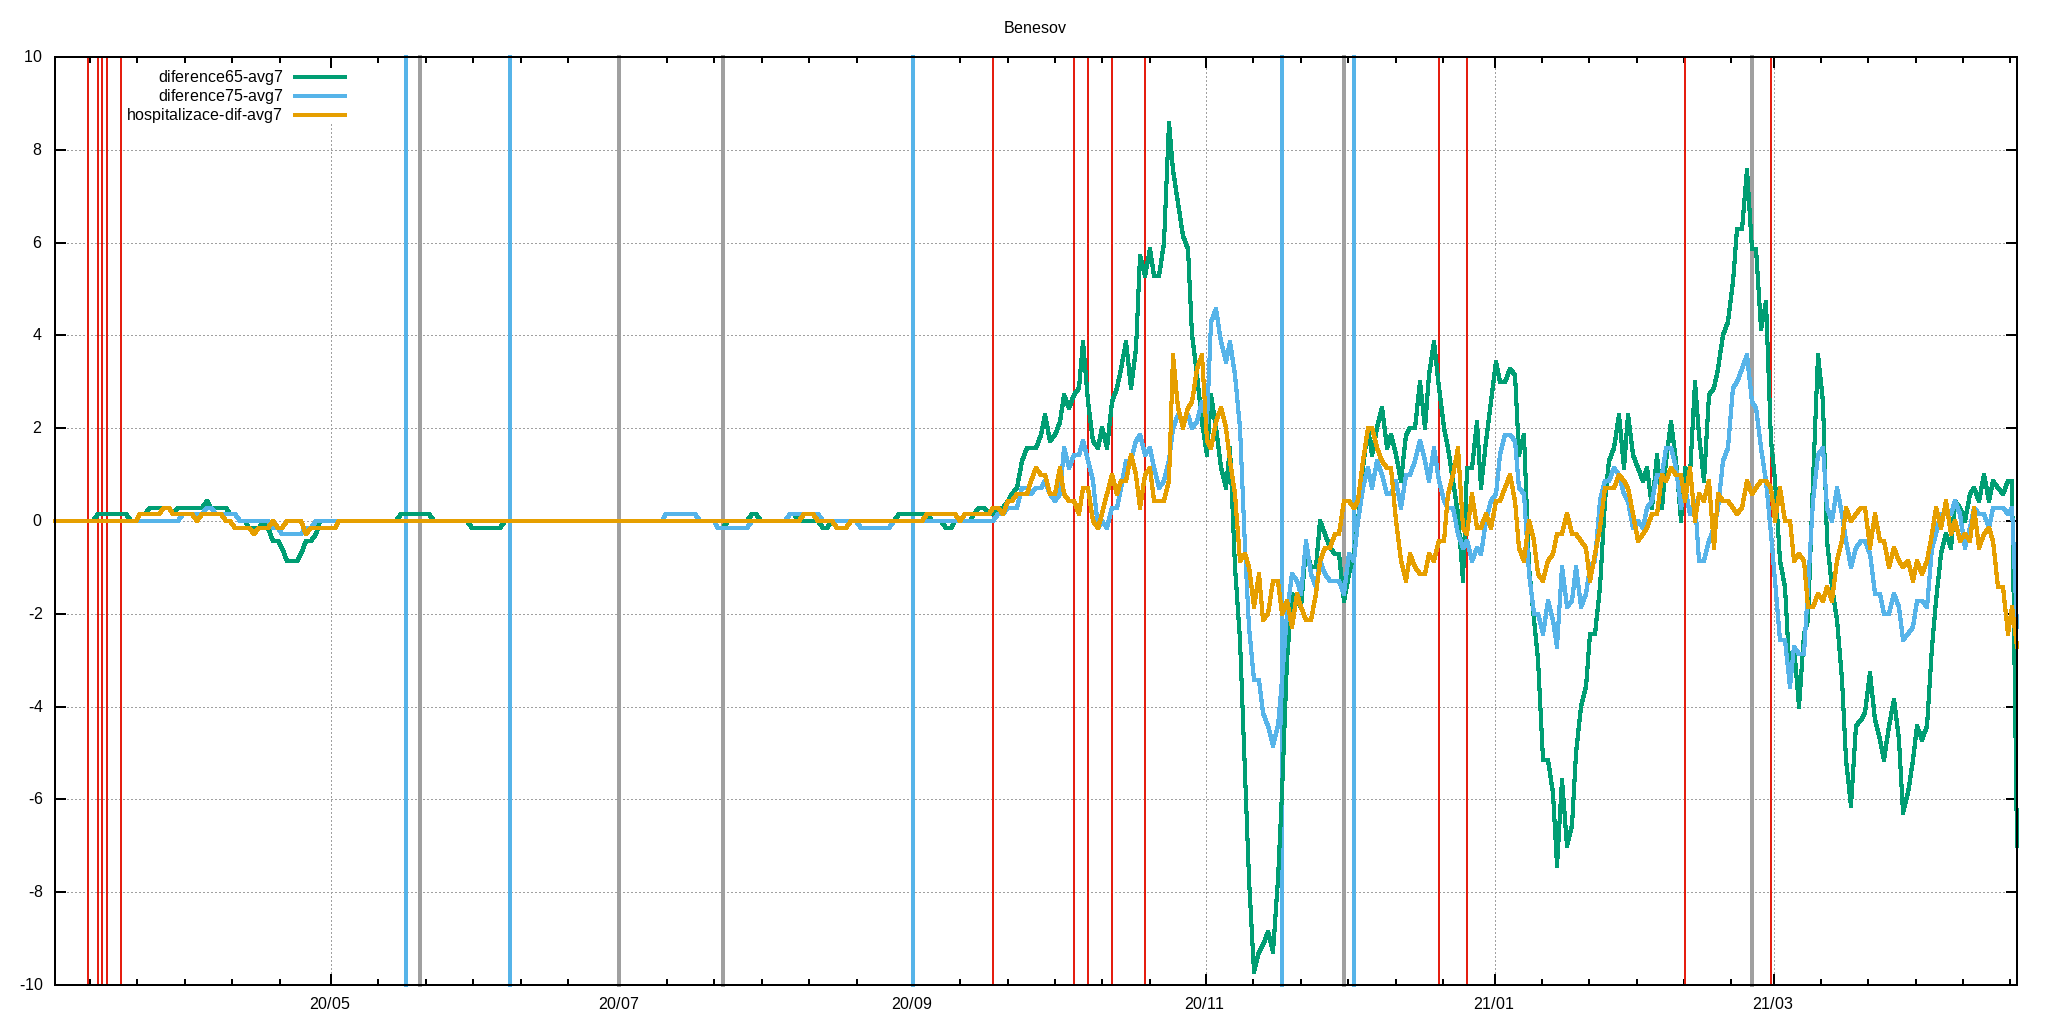 Benesov
diference65-avg7
diference75-avg7
hospitalizace-dif-avg7
10
8
6
4
2
0
-2
-4
-6
-8
-10
20/05 20/07 20/09 20/11 21/01 21/03